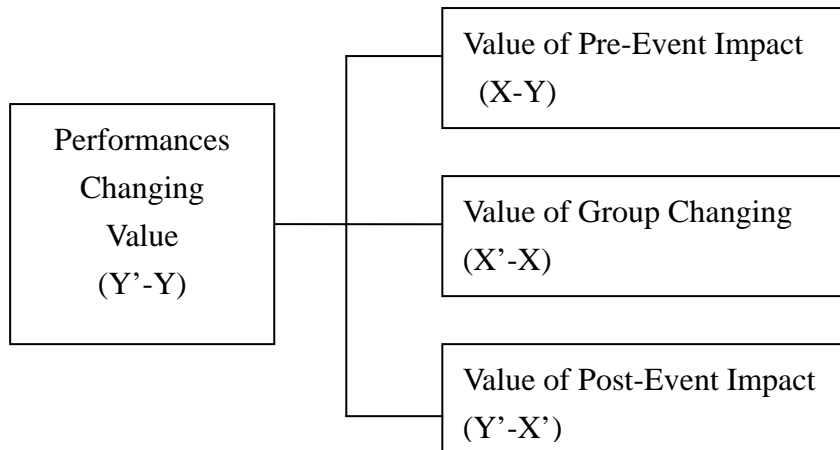 Performances
Changing
Value
(Y’-Y)
Value of Pre-Event Impact
(X-Y)
Value of Group Changing
(X’-X)
Value of Post-Event Impact
(Y’-X’)